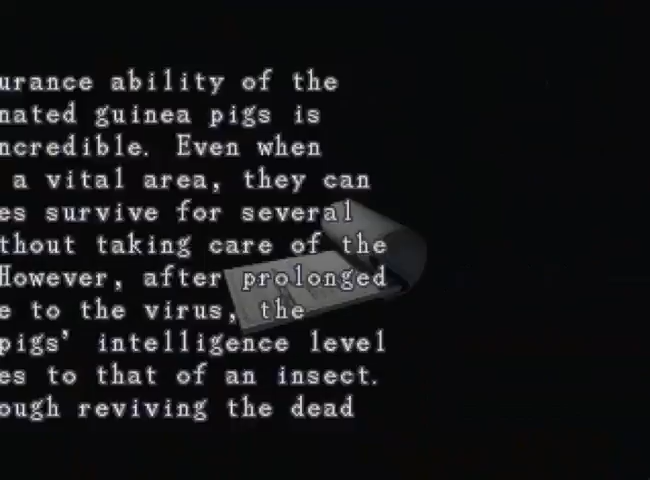 urance ability of the
nated guinea pigs is
ncredible. Even when
a vital area, they can
es survive for several
thout taking care of the
However, after prolonged
e to the virus, the
pigs' intelligence level
es to that of an insect.
ough reviving the dead